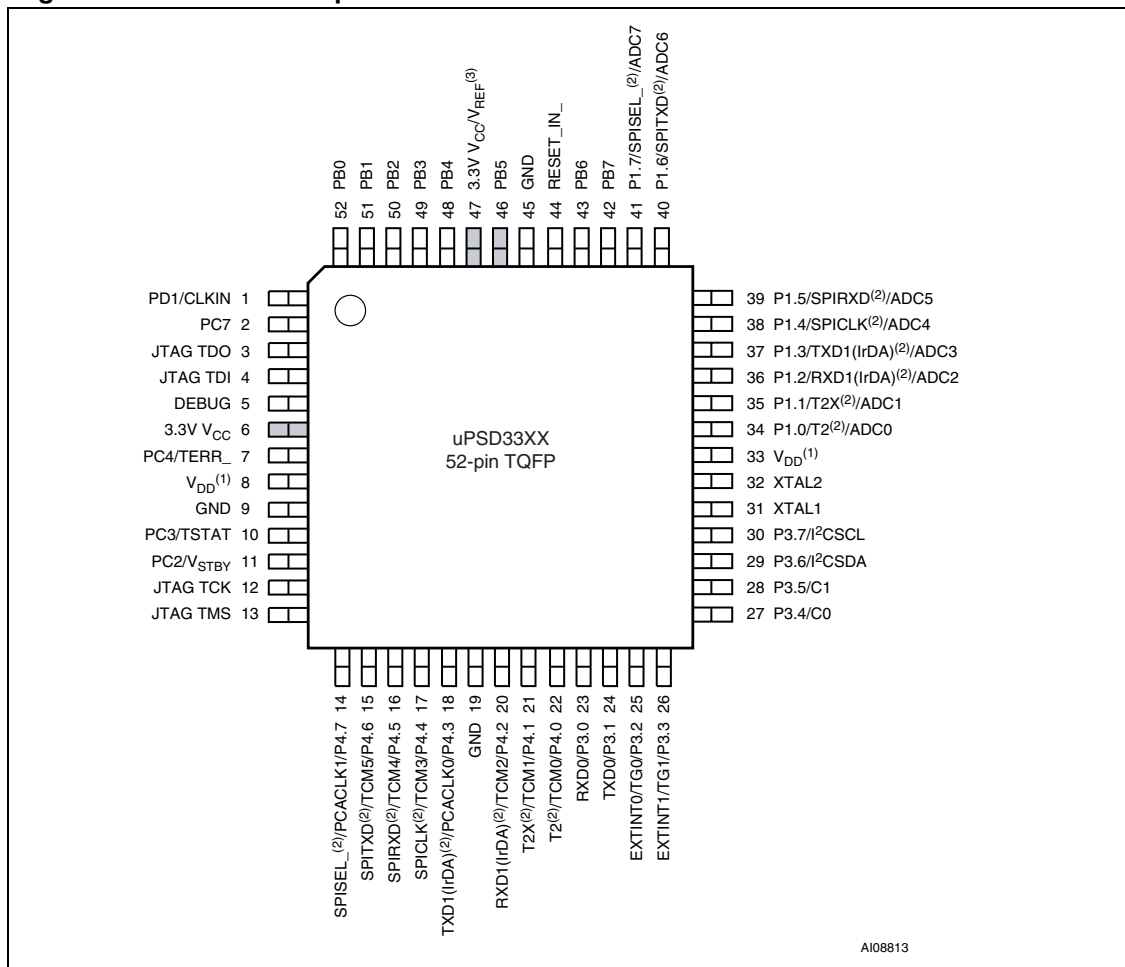 52 PB0
51 PB1
50 PB2
49 PB3
48 PB4
47 3.3V VCC/VREF(3)
46 PB5
45 GND
44 RESET_IN_
43 PB6
42 PB7
41 P1.7/SPISEL_(2)/ADC7
40 P1.6/SPITXD(2)/ADC6
PD1/CLKIN 1
PC7 2
JTAG TDO 3
JTAG TDI 4
DEBUG 5
3.3V VCC 6
PC4/TERR_ 7
VDD(1) 8
GND 9
PC3/TSTAT 10
PC2/VSTBY 11
JTAG TCK 12
JTAG TMS 13
uPSD33XX
52-pin TQFP
39 P1.5/SPIRXD(2)/ADC5
38 P1.4/SPICLK(2)/ADC4
37 P1.3/TXD1(IrDA)(2)/ADC3
36 P1.2/RXD1(IrDA)(2)/ADC2
35 P1.1/T2X(2)/ADC1
34 P1.0/T2(2)/ADC0
33 VDD(1)
32 XTAL2
31 XTAL1
30 P3.7/I2CSCL
29 P3.6/I2CSDA
28 P3.5/C1
27 P3.4/C0
SPISEL_(2)/PCACLK1/P4.7 14
SPITXD(2)/TCM5/P4.6 15
SPIRXD(2)/TCM4/P4.5 16
SPICLK(2)/TCM3/P4.4 17
TXD1(IrDA)(2)/PCACLK0/P4.3 18
GND 19
RXD1(IrDA)(2)/TCM2/P4.2 20
T2X(2)/TCM1/P4.1 21
T2(2)/TCM0/P4.0 22
RXD0/P3.0 23
TXD0/P3.1 24
EXTINT0/TG0/P3.2 25
EXTINT1/TG1/P3.3 26
AI08813